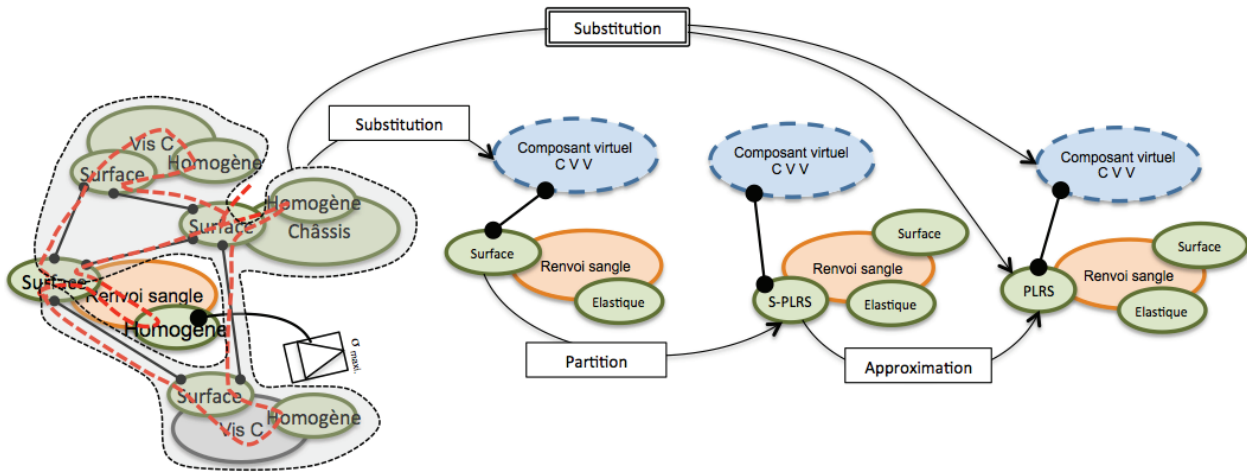 Substitution
Substitution
Vis C
Homogène
Surface
Homogène
Surface
Châssis
Surface
Renvoi sangle
Homogène
σ maxi.
Surface
Homogène
Vis C
Composant virtuel
C V V
Surface
Renvoi sangle
Elastique
Partition
Composant virtuel
C V V
Surface
Renvoi sangle
S-PLRS
Elastique
Approximation
Composant virtuel
C V V
Surface
Renvoi sangle
PLRS
Elastique